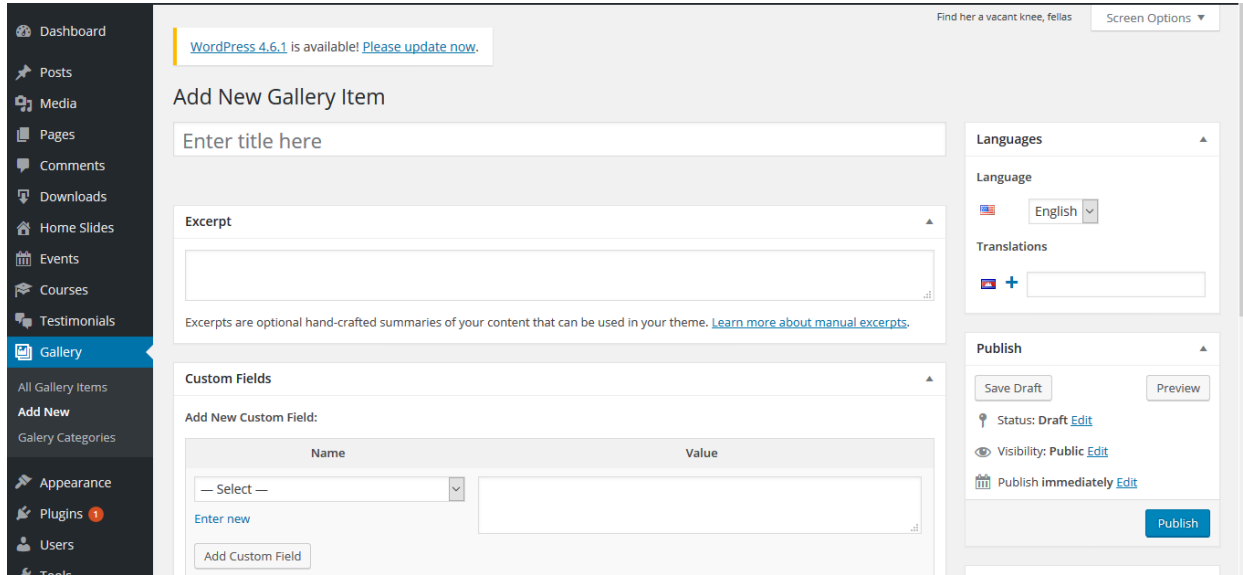 Dashboard
Posts
Media
Pages
Comments
Downloads
Home Slides
Events
Courses
Testimonials
Gallery
All Gallery Items
Add New
Galery Categories
Appearance
Plugins 1
Users
Tools
Find her a vacant knee, fellas
Screen Options
WordPress 4.6.1 is available! Please update now.
Add New Gallery Item
Enter title here
Excerpt
Excerpts are optional hand-crafted summaries of your content that can be used in your theme. Learn more about manual excerpts.
Custom Fields
Add New Custom Field:
Name Value
— Select —
Enter new
Add Custom Field
Languages
Language
English
Translations
Publish
Save Draft Preview
Status: Draft Edit
Visibility: Public Edit
Publish immediately Edit
Publish